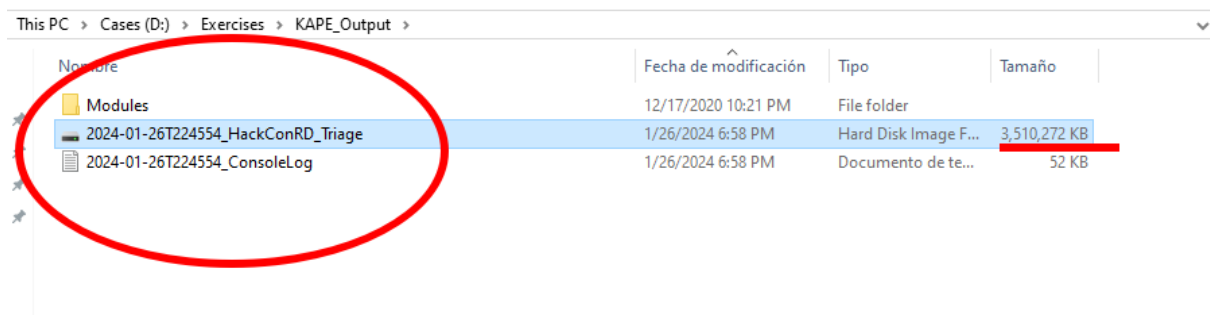 This PC > Cases (D:) > Exercises > KAPE_Output >
Nombre Fecha de modificación Tipo Tamaño
Modules 12/17/2020 10:21 PM File folder
2024-01-26T224554_HackConRD_Triage 1/26/2024 6:58 PM Hard Disk Image F... 3,510,272 KB
2024-01-26T224554_ConsoleLog 1/26/2024 6:58 PM Documento de te... 52 KB